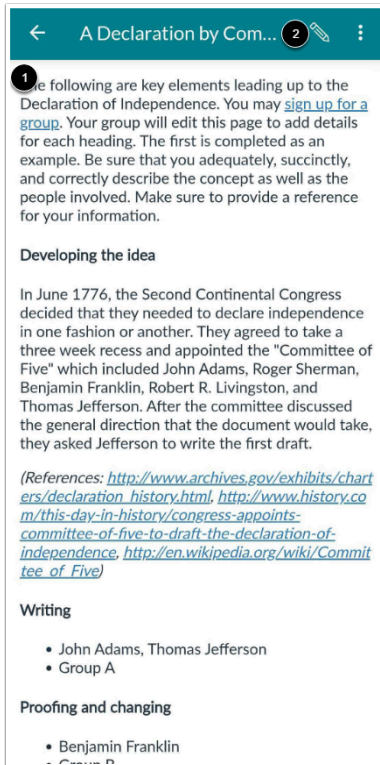 A Declaration by Com... 2
1
following are key elements leading up to the
Declaration of Independence. You may sign up for a
group. Your group will edit this page to add details
for each heading. The first is completed as an
example. Be sure that you adequately, succinctly,
and correctly describe the concept as well as the
people involved. Make sure to provide a reference
for your information.
Developing the idea
In June 1776, the Second Continental Congress
decided that they needed to declare independence
in one fashion or another. They agreed to take a
three week recess and appointed the "Committee of
Five" which included John Adams, Roger Sherman,
Benjamin Franklin, Robert R. Livingston, and
Thomas Jefferson. After the committee discussed
the general direction that the document would take,
they asked Jefferson to write the first draft.
(References: http://www.archives.gov/exhibits/chart
ers/declaration_history.html, http://www.history.co
m/this-day-in-history/congress-appoints-
committee-of-five-to-draft-the-declaration-of-
independence, http://en.wikipedia.org/wiki/Commit
tee_of_Five)
Writing
• John Adams, Thomas Jefferson
• Group A
Proofing and changing
• Benjamin Franklin
• Group B